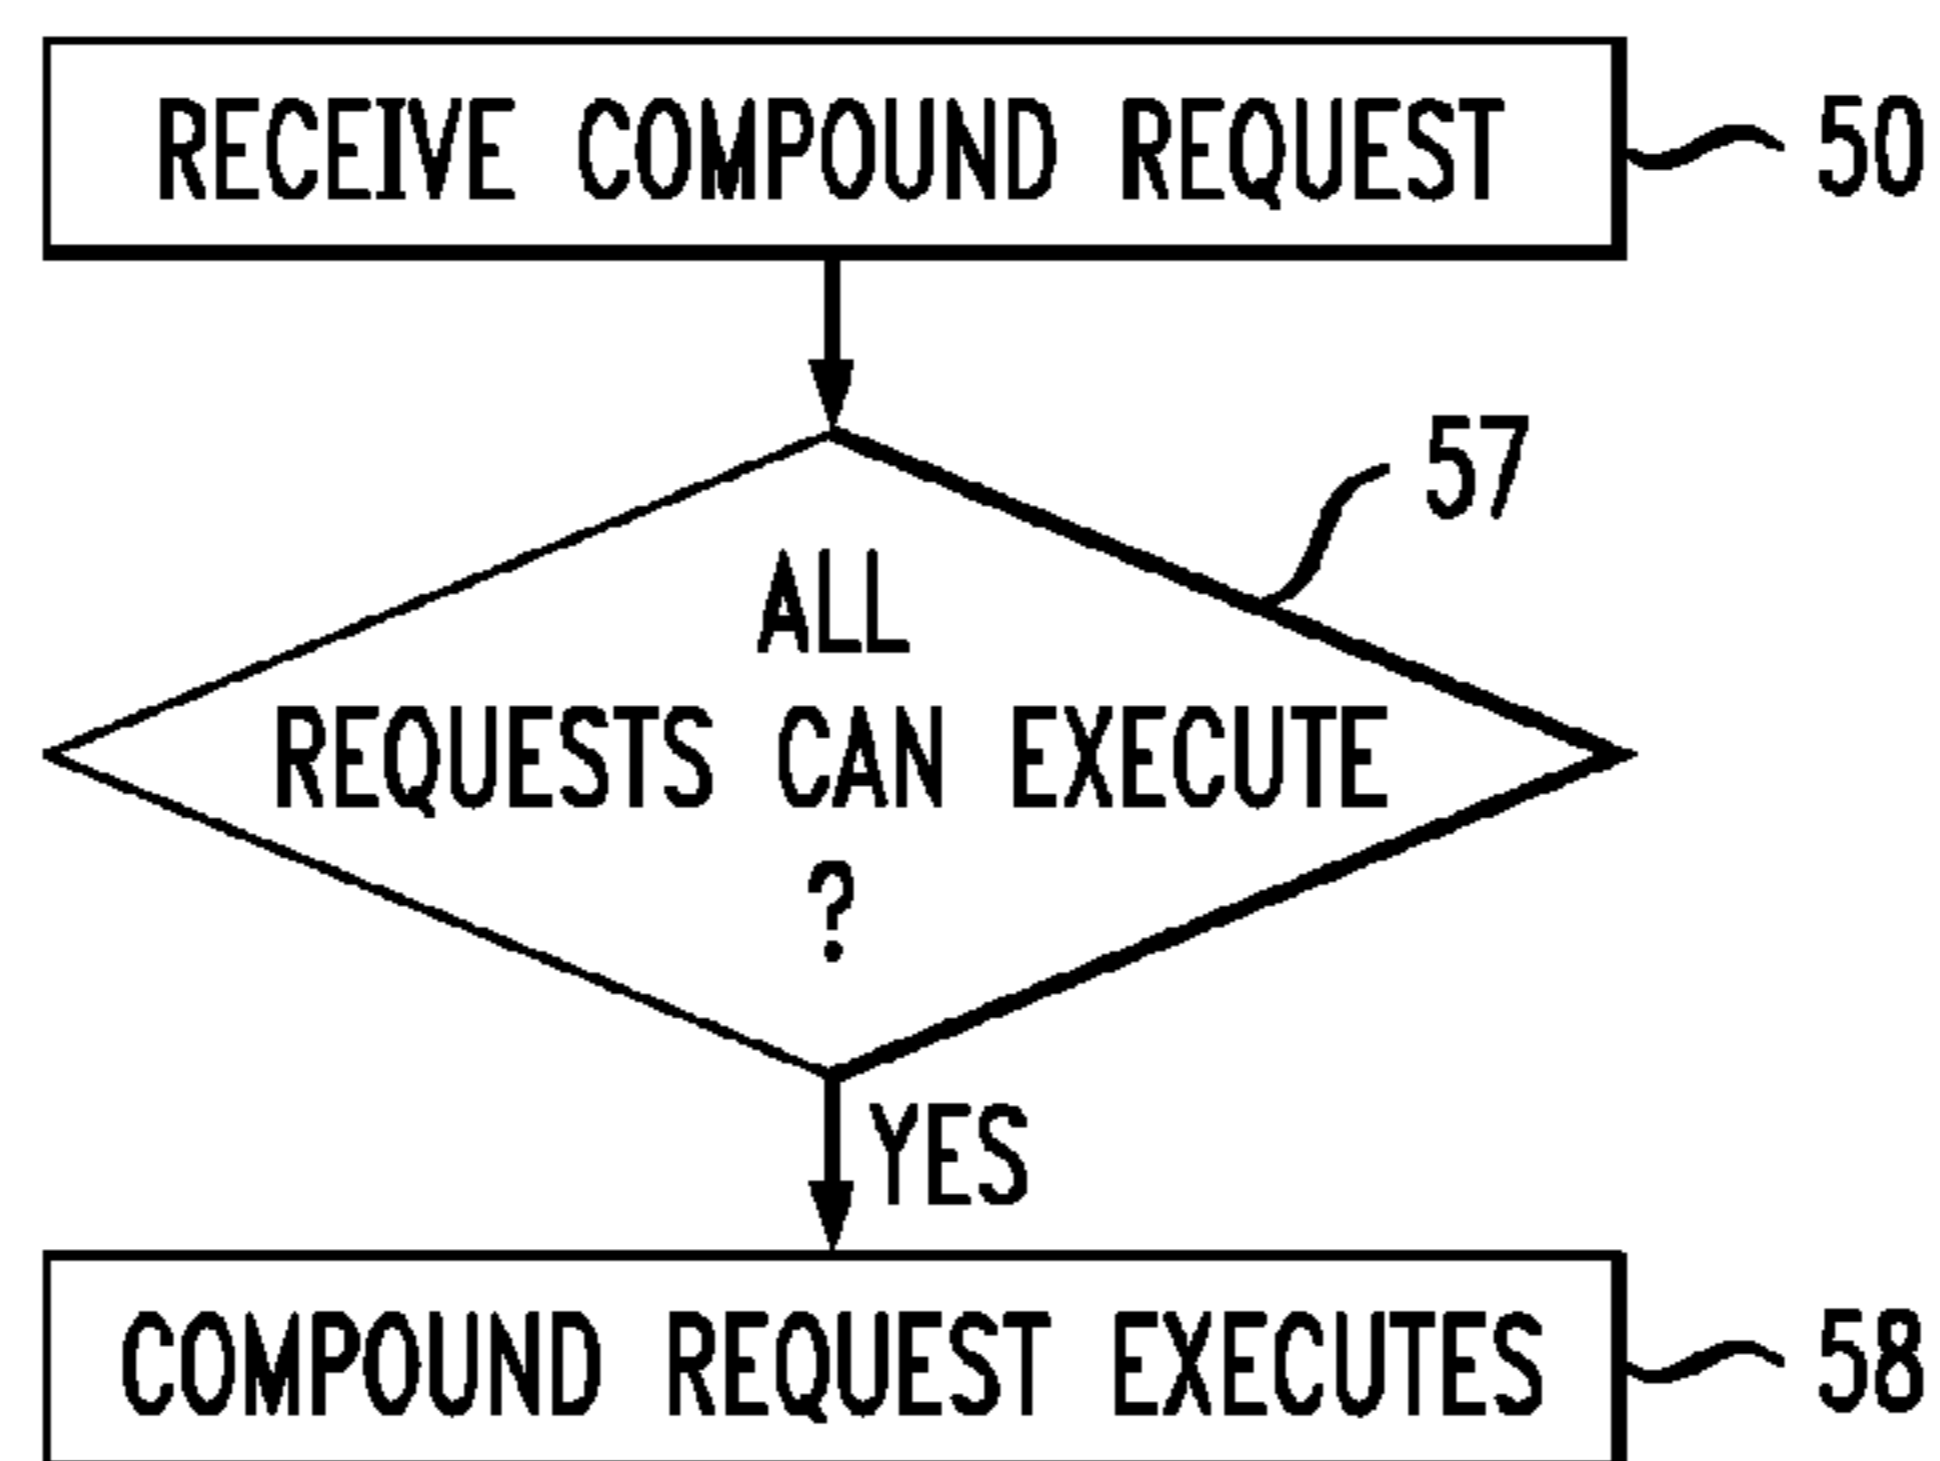 RECEIVE COMPOUND REQUEST
50
57
ALL
REQUESTS CAN EXECUTE
?
YES
COMPOUND REQUEST EXECUTES
58